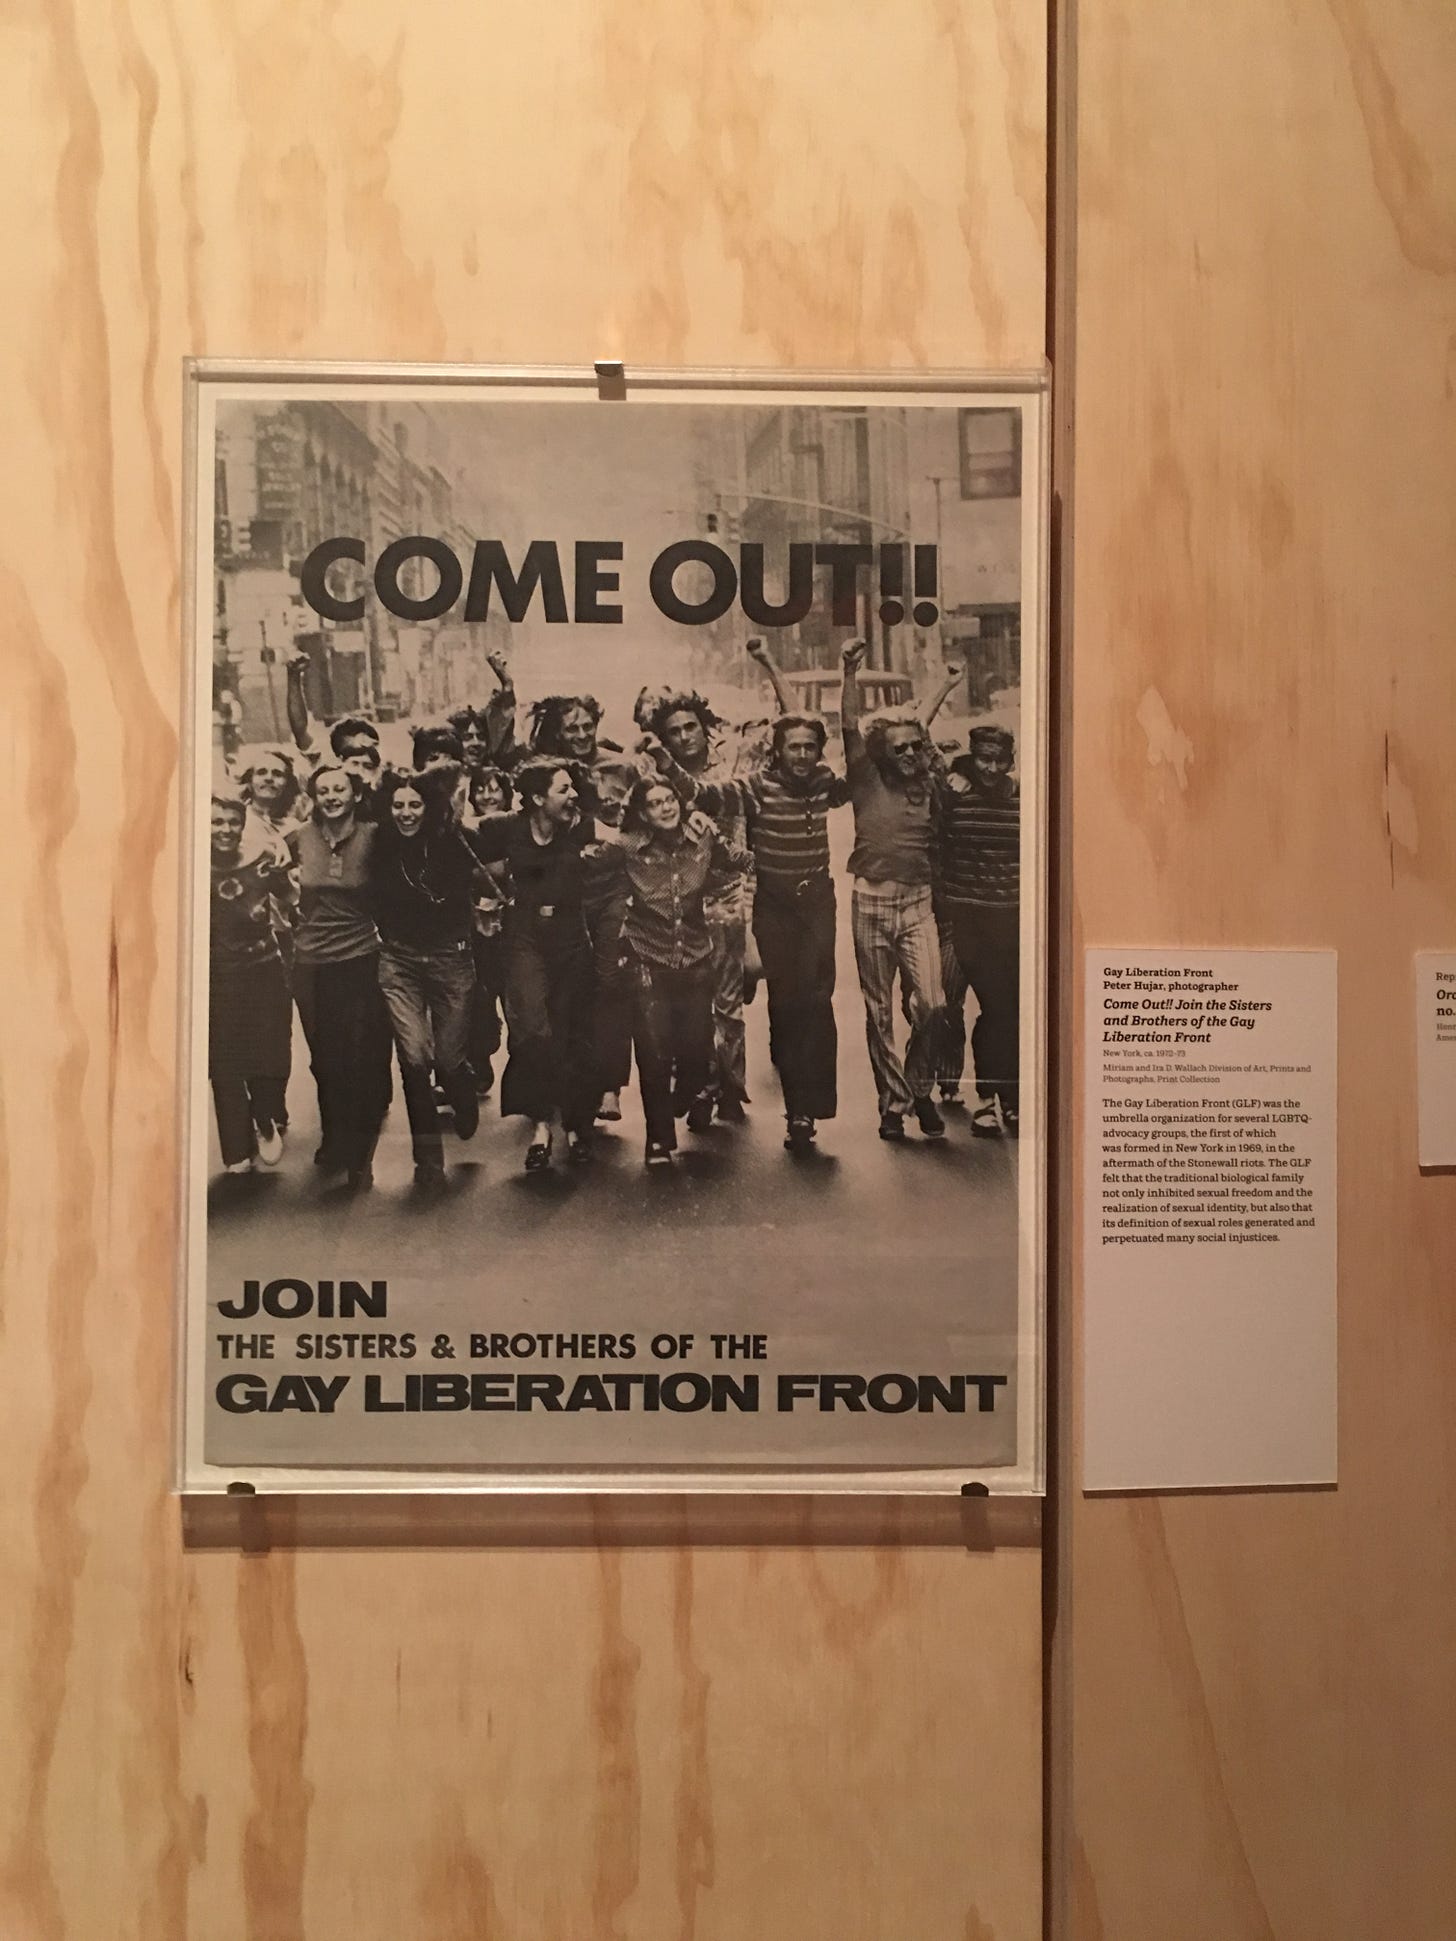 COME OUT!!
JOIN
THE SISTERS & BROTHERS OF THE
GAY LIBERATION FRONT
Gay Liberation Front
Peter Hujar, photographer
Come Out!! Join the Sisters
and Brothers of the Gay
Liberation Front
New York, ca. 1972–73
Miriam and Ira D. Wallach Division of Art, Prints and
Photographs, Print Collection
The Gay Liberation Front (GLF) was the
umbrella organization for several LGBTQ-
advocacy groups, the first of which
was formed in New York in 1969, in the
aftermath of the Stonewall riots. The GLF
felt that the traditional biological family
not only inhibited sexual freedom and the
realization of sexual identity, but also that
its definition of sexual roles generated and
perpetuated many social injustices.
Rep
no.